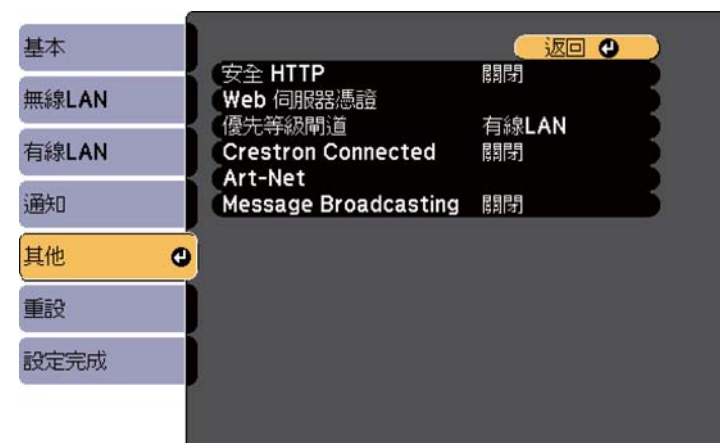 基本
無線LAN
有線LAN
通知
其他
重設
設定完成
返回
安全 HTTP 關閉
Web 伺服器憑證
優先等級閘道 有線LAN
Crestron Connected 關閉
Art-Net
Message Broadcasting 關閉